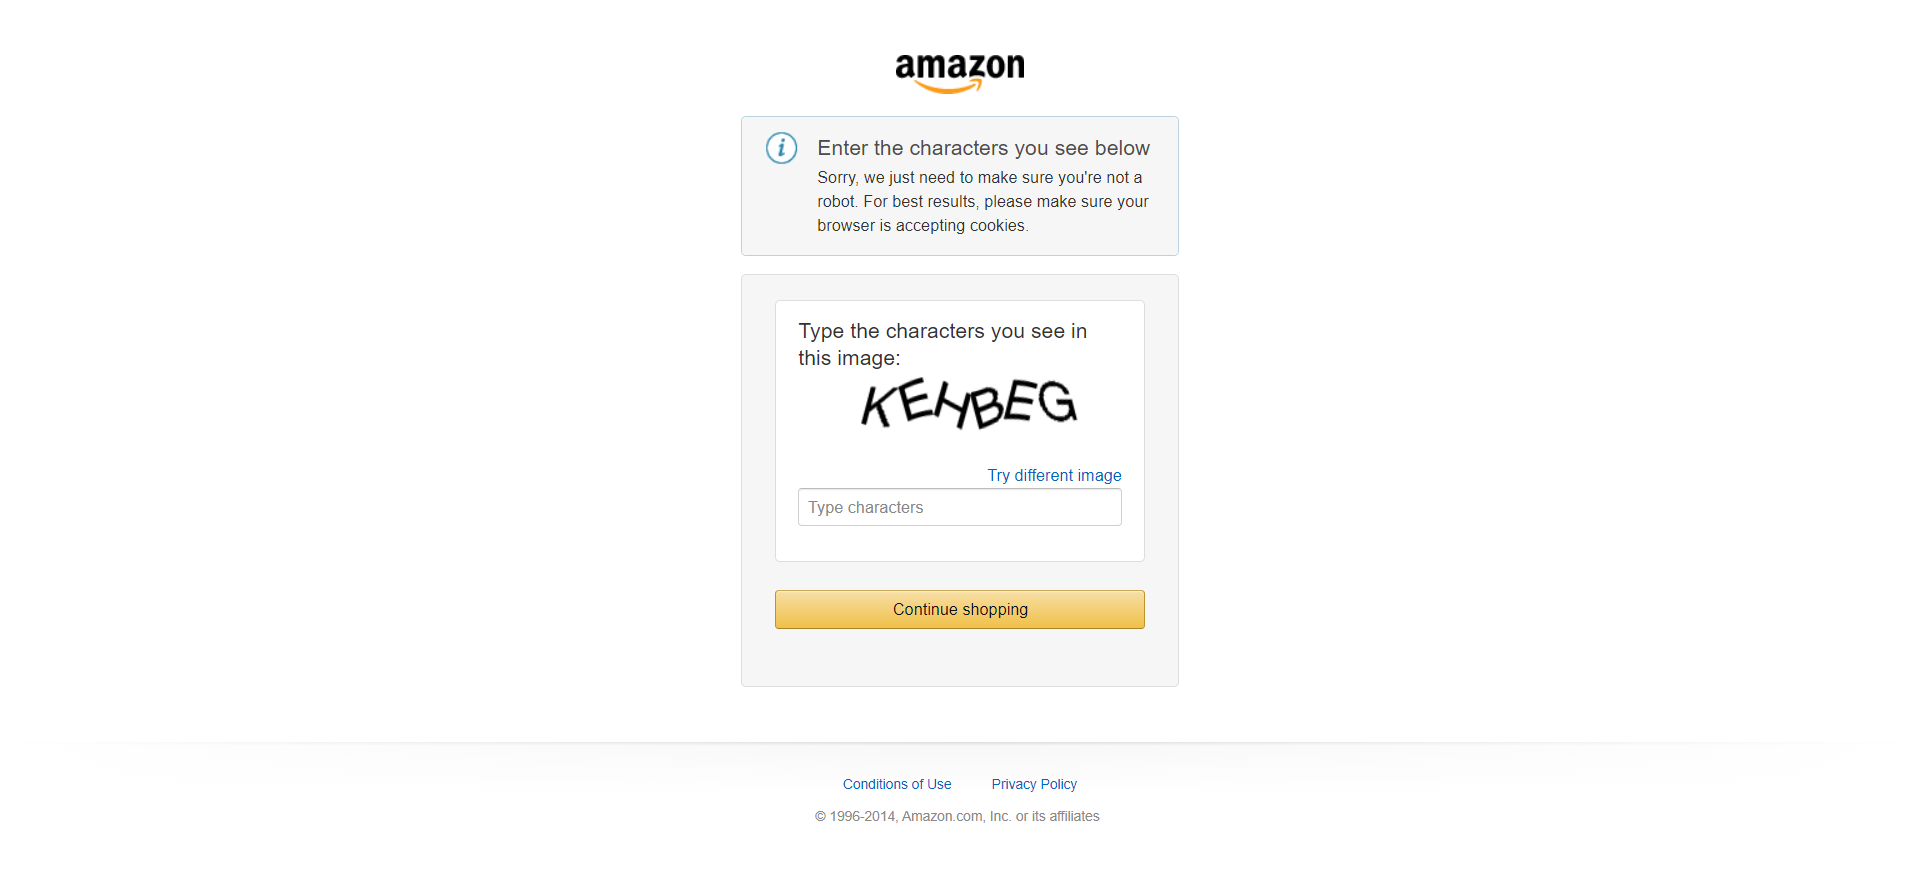 amazon
Enter the characters you see below
Sorry, we just need to make sure you're not a
robot. For best results, please make sure your
browser is accepting cookies.
Type the characters you see in
this image:
KEHBEG
Try different image
Type characters
Continue shopping
Conditions of Use Privacy Policy
© 1996-2014, Amazon.com, Inc. or its affiliates